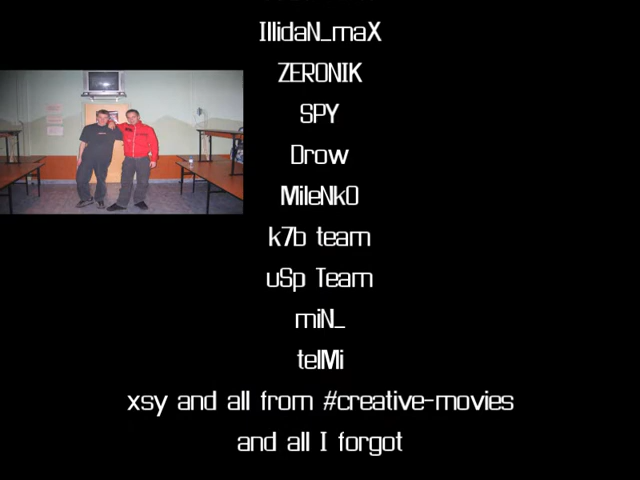 IllidaN_maX
ZERONIK
SPY
Drow
MileNkO
k7b team
uSp Team
miN_
telMi
xsy and all from #creative-movies
and all I forgot